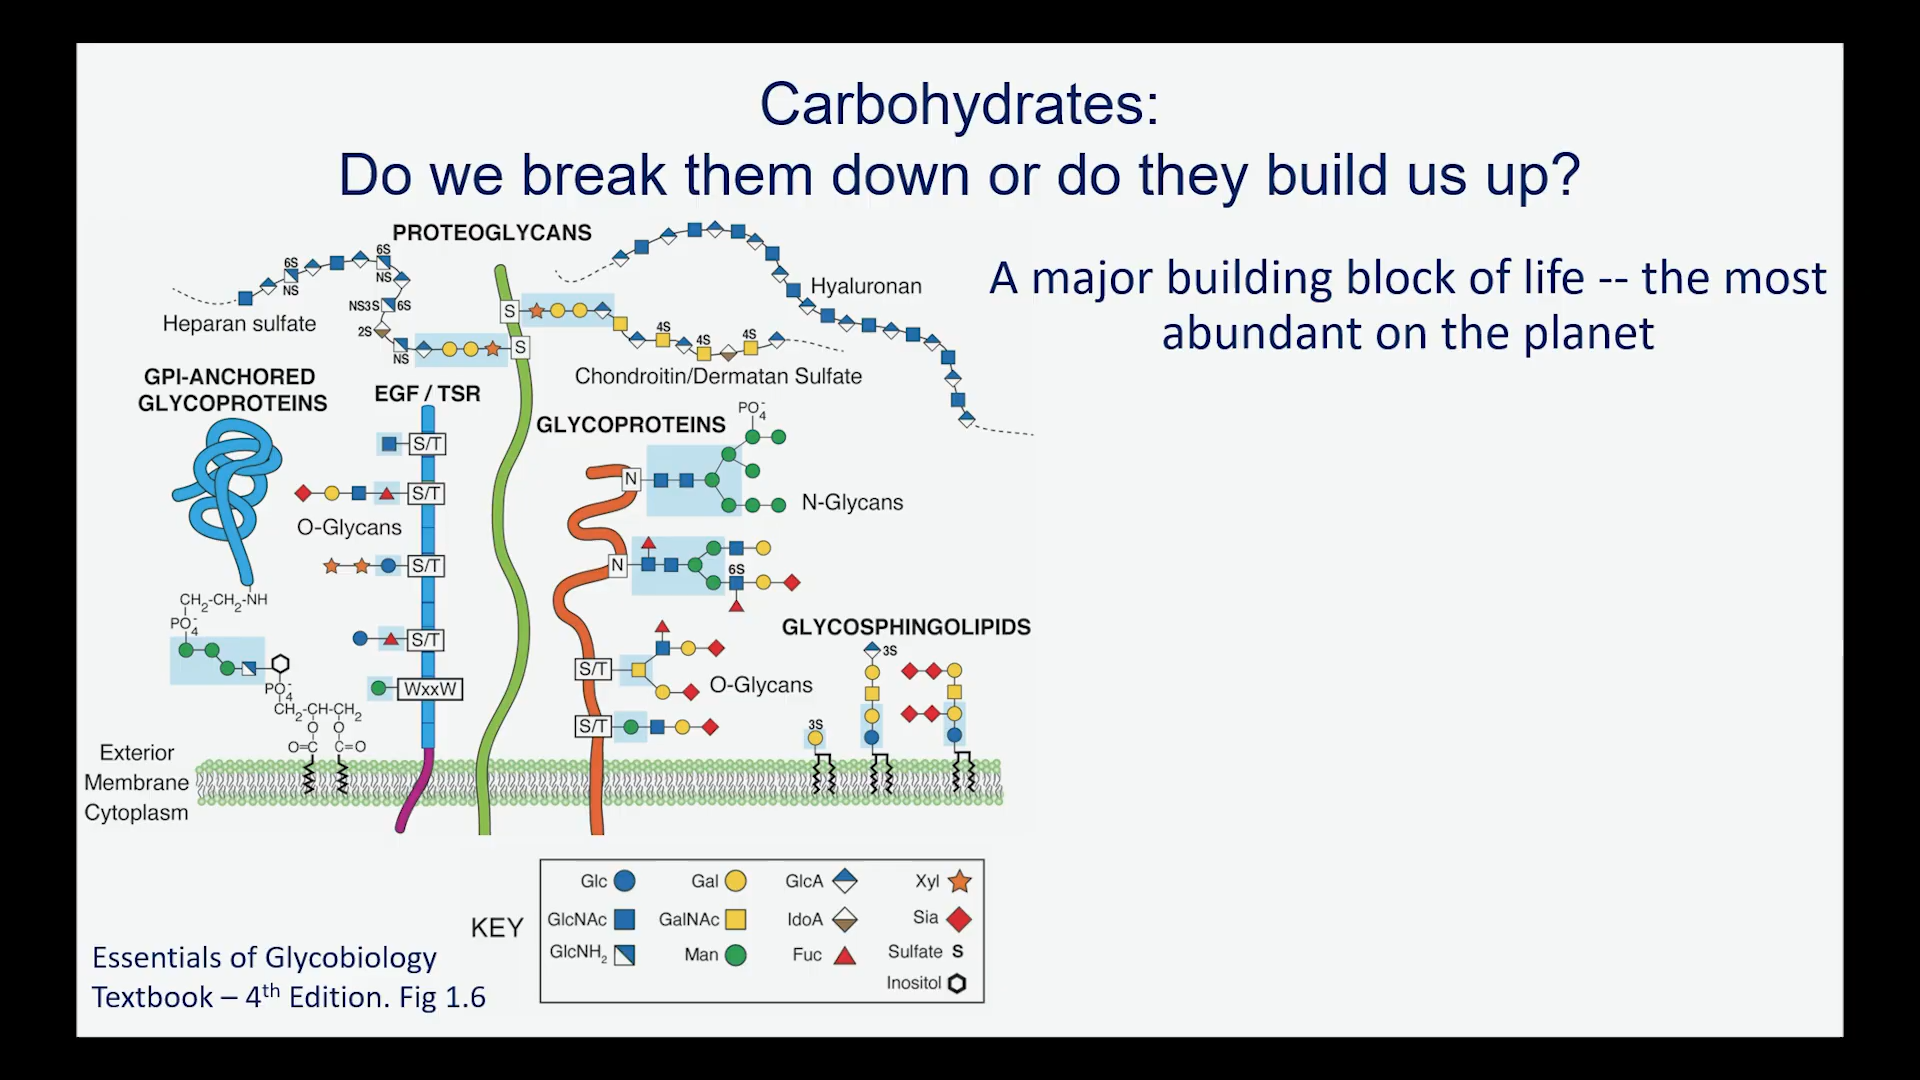 Carbohydrates:
Do we break them down or do they build us up?
A major building block of life -- the most
abundant on the planet
PROTEOGLYCANS
6S
6S
NS
NS
NS3S
6S
2S
NS
Heparan sulfate
S
S
4S
4S
4S
Hyaluronan
Chondroitin/Dermatan Sulfate
GPI-ANCHORED
GLYCOPROTEINS
CH2-CH2-NH
PO4-
PO4-
CH2-CH-CH2
O O
O=C C=O
EGF / TSR
S/T
S/T
O-Glycans
S/T
S/T
WxxW
GLYCOPROTEINS
PO4-
N
N-Glycans
N
6S
S/T
O-Glycans
S/T
GLYCOSPHINGOLIPIDS
3S
3S
Exterior
Membrane
Cytoplasm
KEY
Glc Gal GlcA Xyl
GlcNAc GalNAc IdoA Sia
GlcNH2 Man Fuc Sulfate S
Inositol
Essentials of Glycobiology
Textbook – 4th Edition. Fig 1.6